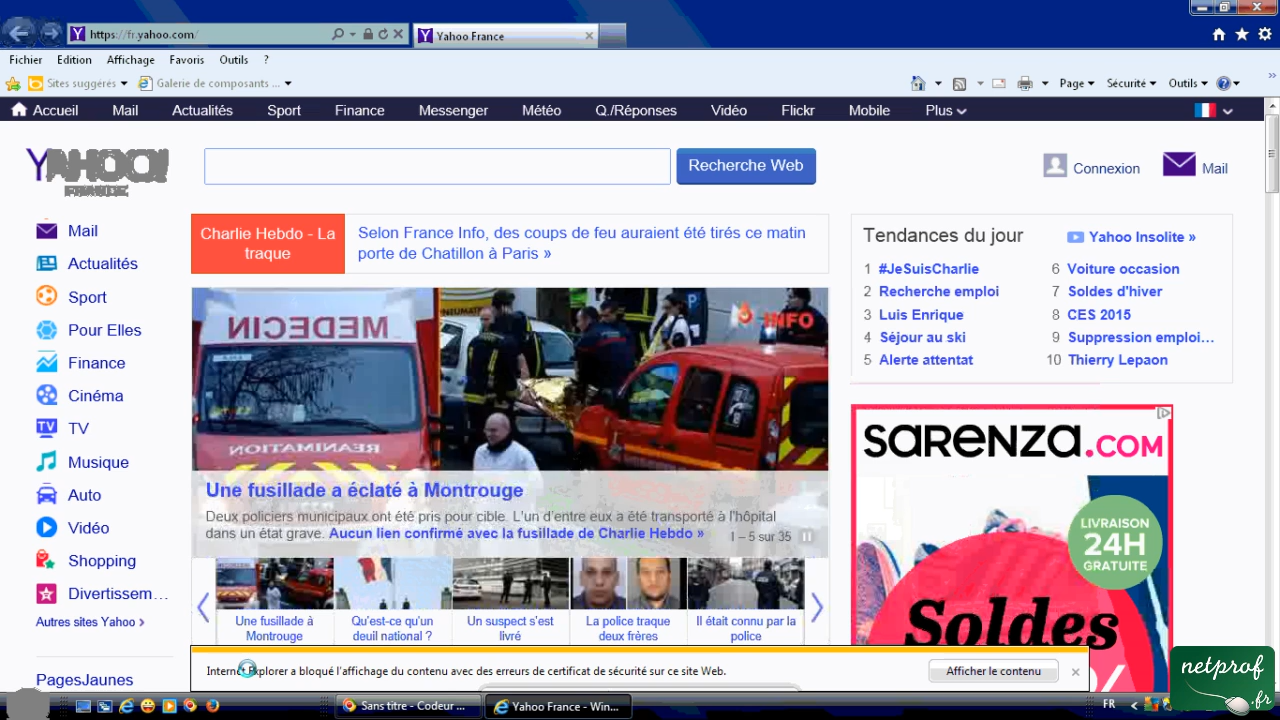 https://fr.yahoo.com/
Yahoo France
Fichier Edition Affichage Favoris Outils ?
Sites suggérés Galerie de composants ... Page Sécurité Outils
Accueil Mail Actualités Sport Finance Messenger Météo Q./Réponses Vidéo Flickr Mobile Plus
YAHOO!
FRANCE
Recherche Web
Connexion Mail
Mail
Actualités
Sport
Pour Elles
Finance
Cinéma
TV
Musique
Auto
Vidéo
Shopping
Divertissem...
Autres sites Yahoo >
PagesJaunes
Charlie Hebdo - La
traque
Selon France Info, des coups de feu auraient été tirés ce matin
porte de Chatillon à Paris »
MEDECIN
REANIMATION
INFO
Une fusillade a éclaté à Montrouge
Deux policiers municipaux ont été pris pour cible. L'un d'entre eux a été transporté à l'hôpital
dans un état grave. Aucun lien confirmé avec la fusillade de Charlie Hebdo »
1 – 5 sur 35
Une fusillade à
Montrouge
Qu'est-ce qu'un
deuil national ?
Un suspect s'est
livré
La police traque
deux frères
Il était connu par la
police
Tendances du jour
Yahoo Insolite »
1 #JeSuisCharlie
2 Recherche emploi
3 Luis Enrique
4 Séjour au ski
5 Alerte attentat
6 Voiture occasion
7 Soldes d'hiver
8 CES 2015
9 Suppression emploi...
10 Thierry Lepaon
SARENZA.COM
LIVRAISON
24H
GRATUITE
Soldes
%
Internet Explorer a bloqué l'affichage du contenu avec des erreurs de certificat de sécurité sur ce site Web.
Afficher le contenu
netprof
.fr
Sans titre - Codeur ...
Yahoo France - Win...
FR